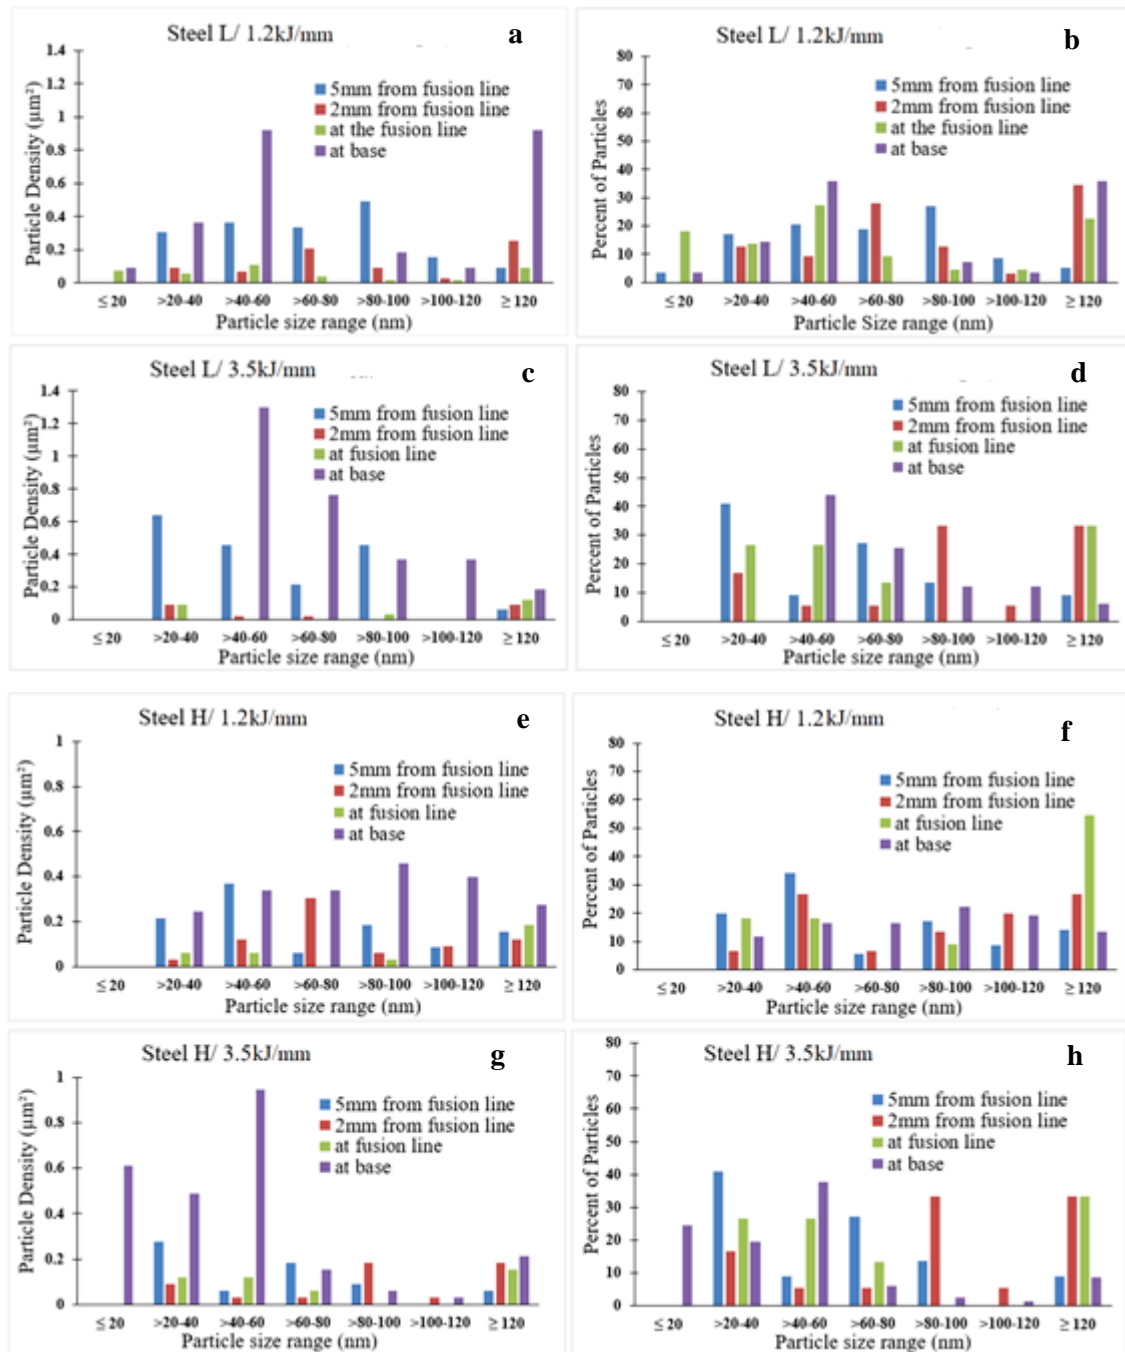 Steel L/ 1.2kJ/mm
a
1.4
1.2
1
0.8
0.6
0.4
0.2
0
Particle Density (μm²)
5mm from fusion line
2mm from fusion line
at the fusion line
at base
≤ 20 >20-40 >40-60 >60-80 >80-100 >100-120 ≥ 120
Particle size range (nm)
Steel L/ 1.2kJ/mm
b
80
70
60
50
40
30
20
10
0
Percent of Particles
5mm from fusion line
2mm from fusion line
at the fusion line
at base
≤ 20 >20-40 >40-60 >60-80 >80-100 >100-120 ≥ 120
Particle Size range (nm)
Steel L/ 3.5kJ/mm
c
1.4
1.2
1
0.8
0.6
0.4
0.2
0
Particle Density (μm²)
5mm from fusion line
2mm from fusion line
at fusion line
at base
≤ 20 >20-40 >40-60 >60-80 >80-100 >100-120 ≥ 120
Particle size range (nm)
Steel L/ 3.5kJ/mm
d
80
70
60
50
40
30
20
10
0
Percent of Particles
5mm from fusion line
2mm from fusion line
at fusion line
at base
≤ 20 >20-40 >40-60 >60-80 >80-100 >100-120 ≥ 120
Particle size range (nm)
Steel H/ 1.2kJ/mm
e
1
0.8
0.6
0.4
0.2
0
Particle Density (μm²)
5mm from fusion line
2mm from fusion line
at fusion line
at base
≤ 20 >20-40 >40-60 >60-80 >80-100 >100-120 ≥ 120
Particle size range (nm)
Steel H/ 1.2kJ/mm
f
80
70
60
50
40
30
20
10
0
Percent of Particles
5mm from fusion line
2mm from fusion line
at fusion line
at base
≤ 20 >20-40 >40-60 >60-80 >80-100 >100-120 ≥ 120
Particle size range (nm)
Steel H/ 3.5kJ/mm
g
1
0.8
0.6
0.4
0.2
0
Particle Density (μm²)
5mm from fusion line
2mm from fusion line
at fusion line
at base
≤ 20 >20-40 >40-60 >60-80 >80-100 >100-120 ≥ 120
Particle size range (nm)
Steel H/ 3.5kJ/mm
h
80
70
60
50
40
30
20
10
0
Percent of Particles
5mm from fusion line
2mm from fusion line
at fusion line
at base
≤ 20 >20-40 >40-60 >60-80 >80-100 >100-120 ≥ 120
Particle size range (nm)